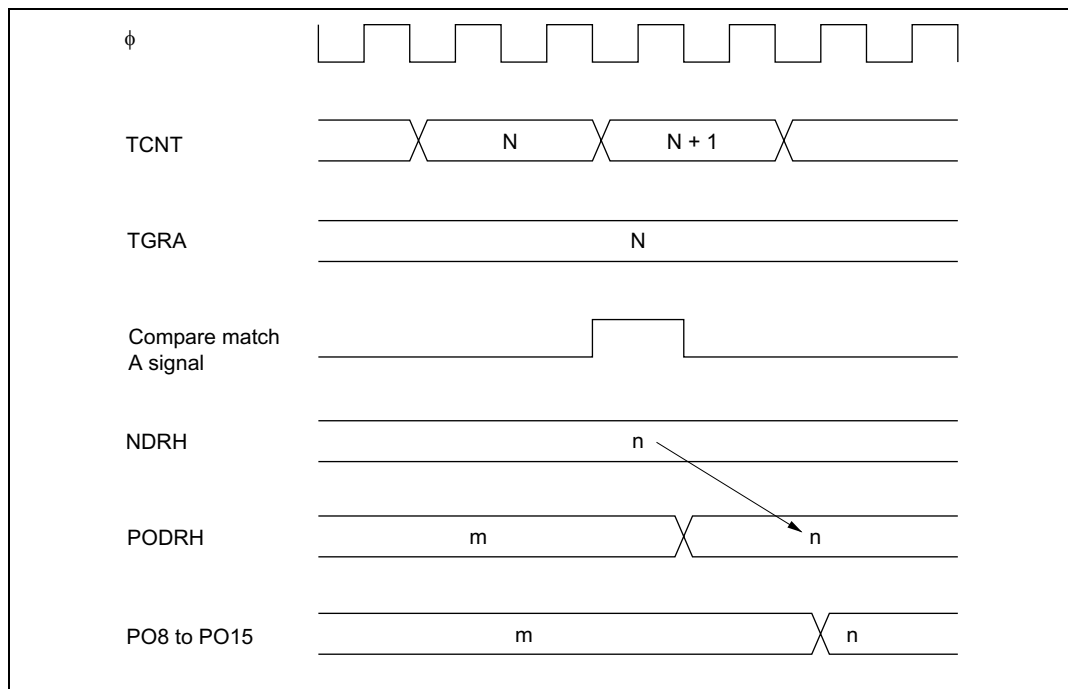 ϕ
TCNT
N
N + 1
TGRA
N
Compare match
A signal
NDRH
n
PODRH
m
n
PO8 to PO15
m
n